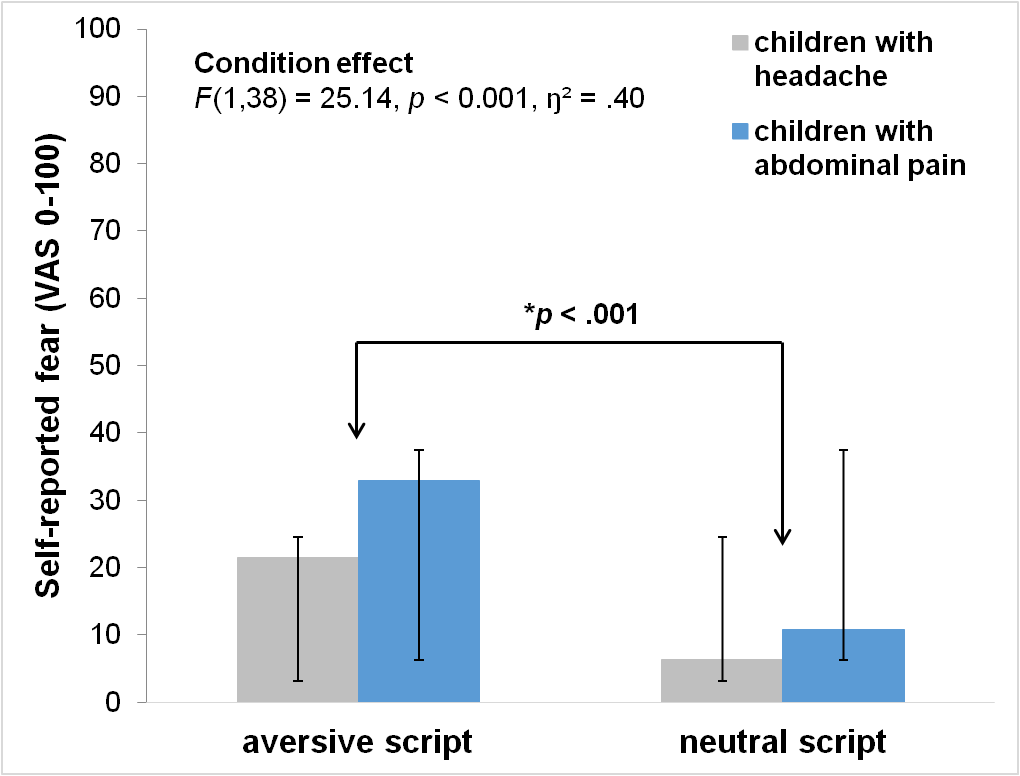 100
90
80
70
60
50
40
30
20
10
0
Self-reported fear (VAS 0-100)
Condition effect
F(1,38) = 25.14, p < 0.001, ŋ² = .40
children with
headache
children with
abdominal pain
*p < .001
aversive script
neutral script